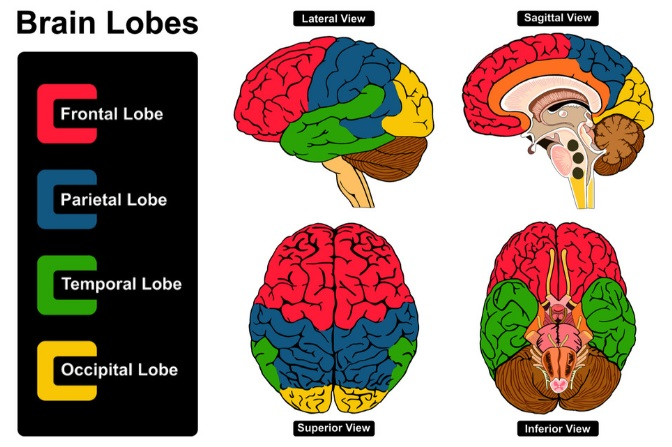 Brain Lobes
Frontal Lobe
Parietal Lobe
Temporal Lobe
Occipital Lobe
Lateral View
Sagittal View
Superior View
Inferior View